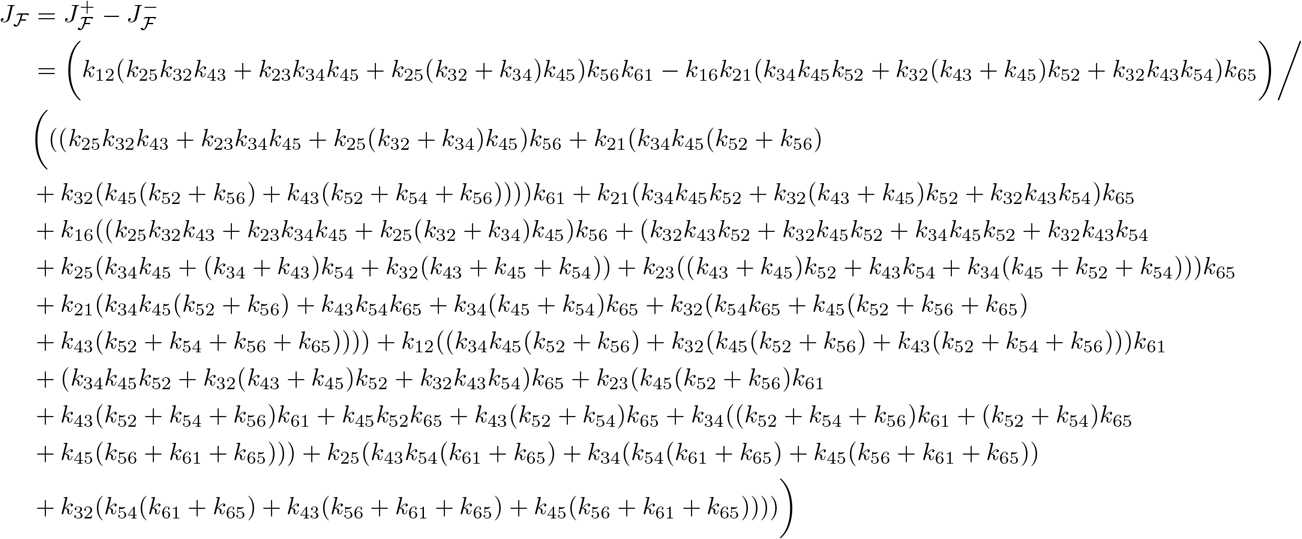 J_ℱ = J_ℱ^+ − J_ℱ^−
= (k_12(k_25k_32k_43 + k_23k_34k_45 + k_25(k_32 + k_34)k_45)k_56k_61 − k_16k_21(k_34k_45k_52 + k_32(k_43 + k_45)k_52 + k_32k_43k_54)k_65) /
(((k_25k_32k_43 + k_23k_34k_45 + k_25(k_32 + k_34)k_45)k_56 + k_21(k_34k_45(k_52 + k_56)
+ k_32(k_45(k_52 + k_56) + k_43(k_52 + k_54 + k_56))))k_61 + k_21(k_34k_45k_52 + k_32(k_43 + k_45)k_52 + k_32k_43k_54)k_65
+ k_16((k_25k_32k_43 + k_23k_34k_45 + k_25(k_32 + k_34)k_45)k_56 + (k_32k_43k_52 + k_32k_45k_52 + k_34k_45k_52 + k_32k_43k_54
+ k_25(k_34k_45 + (k_34 + k_43)k_54 + k_32(k_43 + k_45 + k_54)) + k_23((k_43 + k_45)k_52 + k_43k_54 + k_34(k_45 + k_52 + k_54)))k_65
+ k_21(k_34k_45(k_52 + k_56) + k_43k_54k_65 + k_34(k_45 + k_54)k_65 + k_32(k_54k_65 + k_45(k_52 + k_56 + k_65)
+ k_43(k_52 + k_54 + k_56 + k_65)))) + k_12((k_34k_45(k_52 + k_56) + k_32(k_45(k_52 + k_56) + k_43(k_52 + k_54 + k_56)))k_61
+ (k_34k_45k_52 + k_32(k_43 + k_45)k_52 + k_32k_43k_54)k_65 + k_23(k_45(k_52 + k_56)k_61
+ k_43(k_52 + k_54 + k_56)k_61 + k_45k_52k_65 + k_43(k_52 + k_54)k_65 + k_34((k_52 + k_54 + k_56)k_61 + (k_52 + k_54)k_65
+ k_45(k_56 + k_61 + k_65))) + k_25(k_43k_54(k_61 + k_65) + k_34(k_54(k_61 + k_65) + k_45(k_56 + k_61 + k_65))
+ k_32(k_54(k_61 + k_65) + k_43(k_56 + k_61 + k_65) + k_45(k_56 + k_61 + k_65)))))